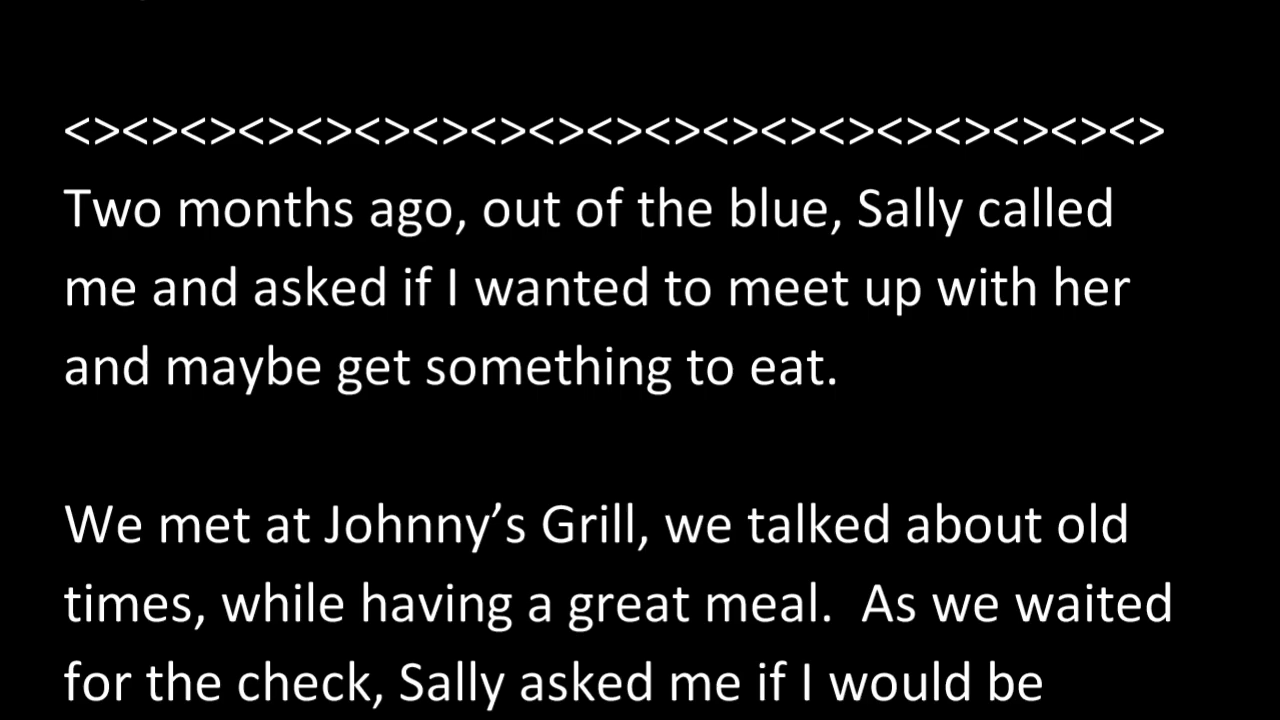 <><><><><><><><><><><><><><><><><><><>
Two months ago, out of the blue, Sally called
me and asked if I wanted to meet up with her
and maybe get something to eat.
We met at Johnny’s Grill, we talked about old
times, while having a great meal.  As we waited
for the check, Sally asked me if I would be